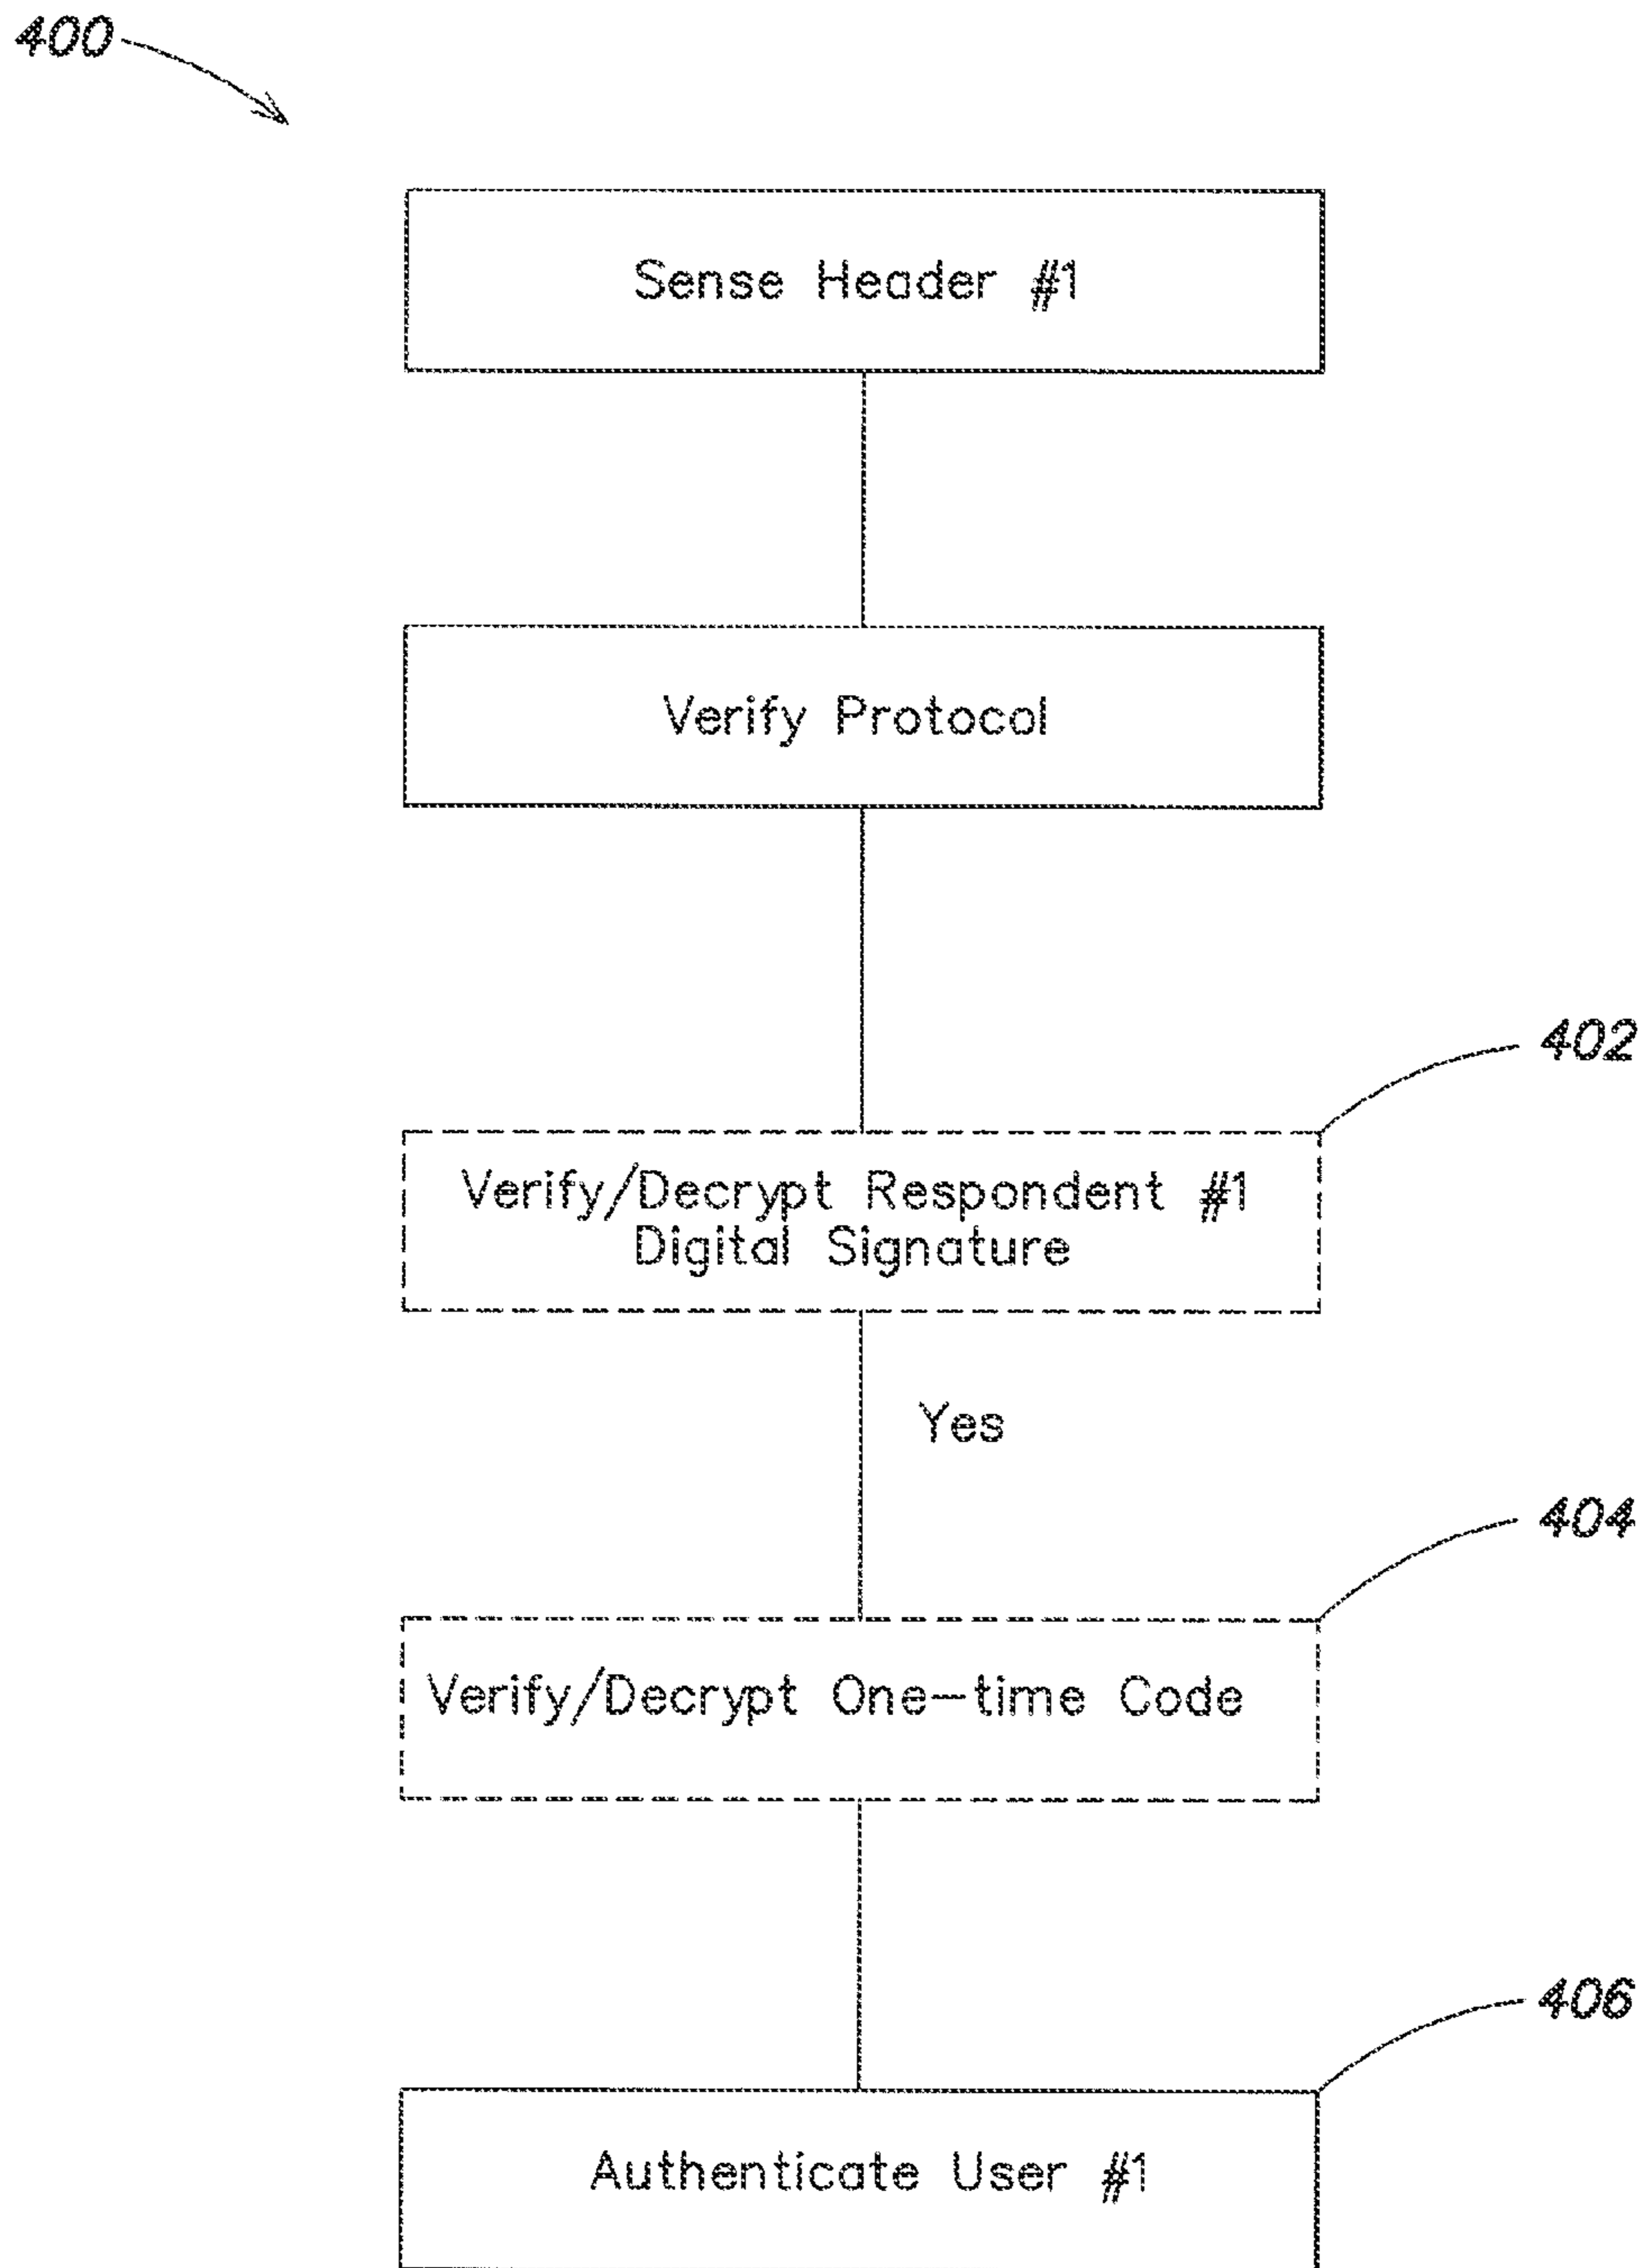 400
Sense Header #1
Verify Protocol
402
Verify/Decrypt Respondent #1
Digital Signature
Yes
404
Verify/Decrypt One-time Code
406
Authenticate User #1